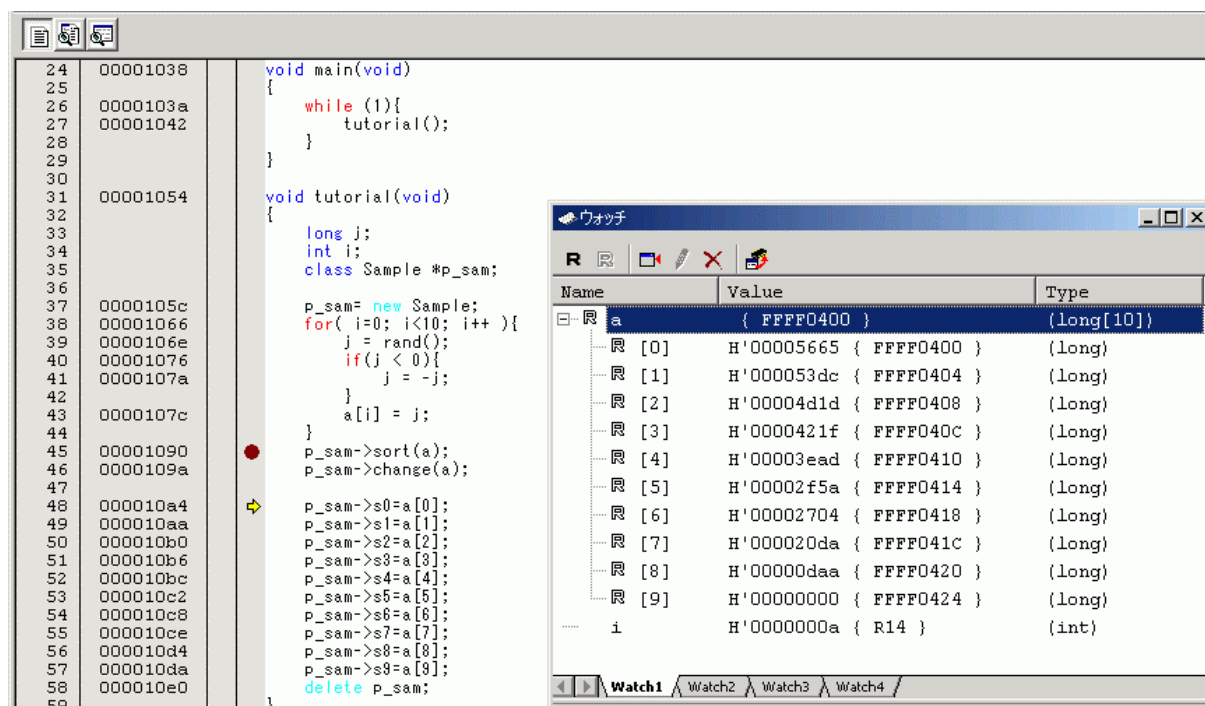 24 00001038 void main(void)
25 {
26 0000103a while (1){
27 00001042 tutorial();
28 }
29 }
30
31 00001054 void tutorial(void)
32 {
33 long j;
34 int i;
35 class Sample *p_sam;
36
37 0000105c p_sam= new Sample;
38 00001066 for( i=0; i<10; i++ ){
39 0000106e j = rand();
40 00001076 if(j < 0){
41 0000107a j = -j;
42 }
43 0000107c a[i] = j;
44 }
45 00001090 p_sam->sort(a);
46 0000109a p_sam->change(a);
47
48 000010a4 p_sam->s0=a[0];
49 000010aa p_sam->s1=a[1];
50 000010b0 p_sam->s2=a[2];
51 000010b6 p_sam->s3=a[3];
52 000010bc p_sam->s4=a[4];
53 000010c2 p_sam->s5=a[5];
54 000010c8 p_sam->s6=a[6];
55 000010ce p_sam->s7=a[7];
56 000010d4 p_sam->s8=a[8];
57 000010da p_sam->s9=a[9];
58 000010e0 delete p_sam;
59 }
ウォッチ
R R
Name Value Type
R a { FFFF0400 } (long[10])
R [0] H'00005665 { FFFF0400 } (long)
R [1] H'000053dc { FFFF0404 } (long)
R [2] H'00004d1d { FFFF0408 } (long)
R [3] H'0000421f { FFFF040C } (long)
R [4] H'00003ead { FFFF0410 } (long)
R [5] H'00002f5a { FFFF0414 } (long)
R [6] H'00002704 { FFFF0418 } (long)
R [7] H'000020da { FFFF041C } (long)
R [8] H'00000daa { FFFF0420 } (long)
R [9] H'00000000 { FFFF0424 } (long)
i H'0000000a { R14 } (int)
Watch1 Watch2 Watch3 Watch4